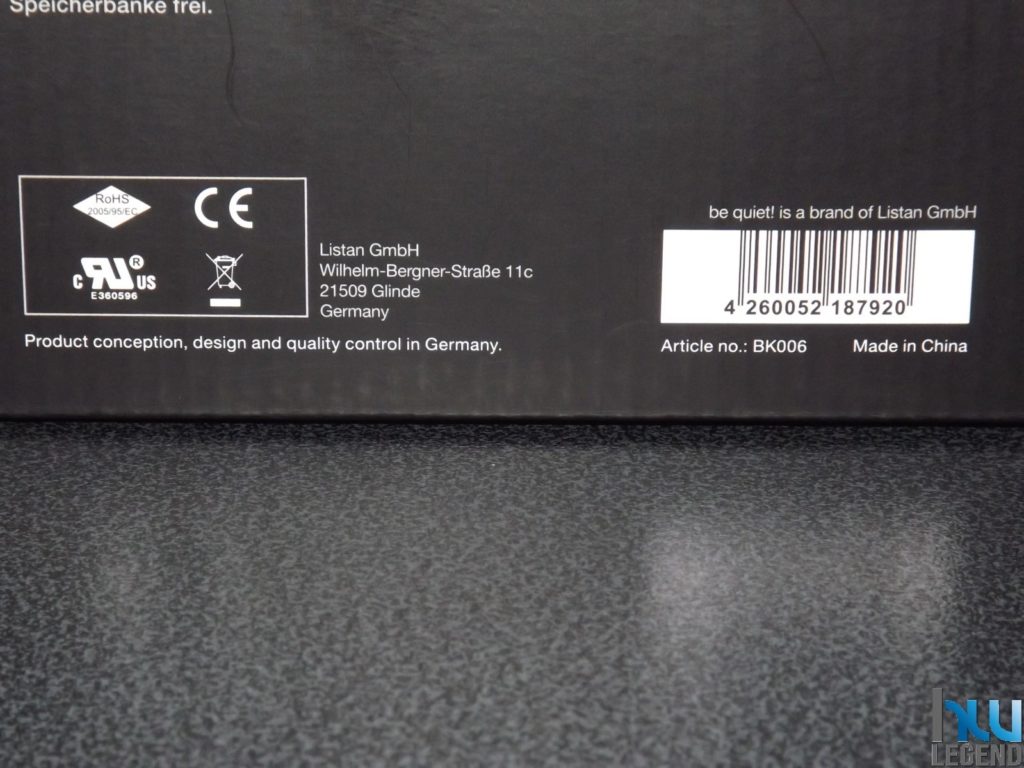 Speicherbänke frei.
RoHS
2005/95/EC
CE
c RU ® US
E360596
Listan GmbH
Wilhelm-Bergner-Straße 11c
21509 Glinde
Germany
Product conception, design and quality control in Germany.
be quiet! is a brand of Listan GmbH
4 260052 187920
Article no.: BK006 Made in China
HW
LEGEND